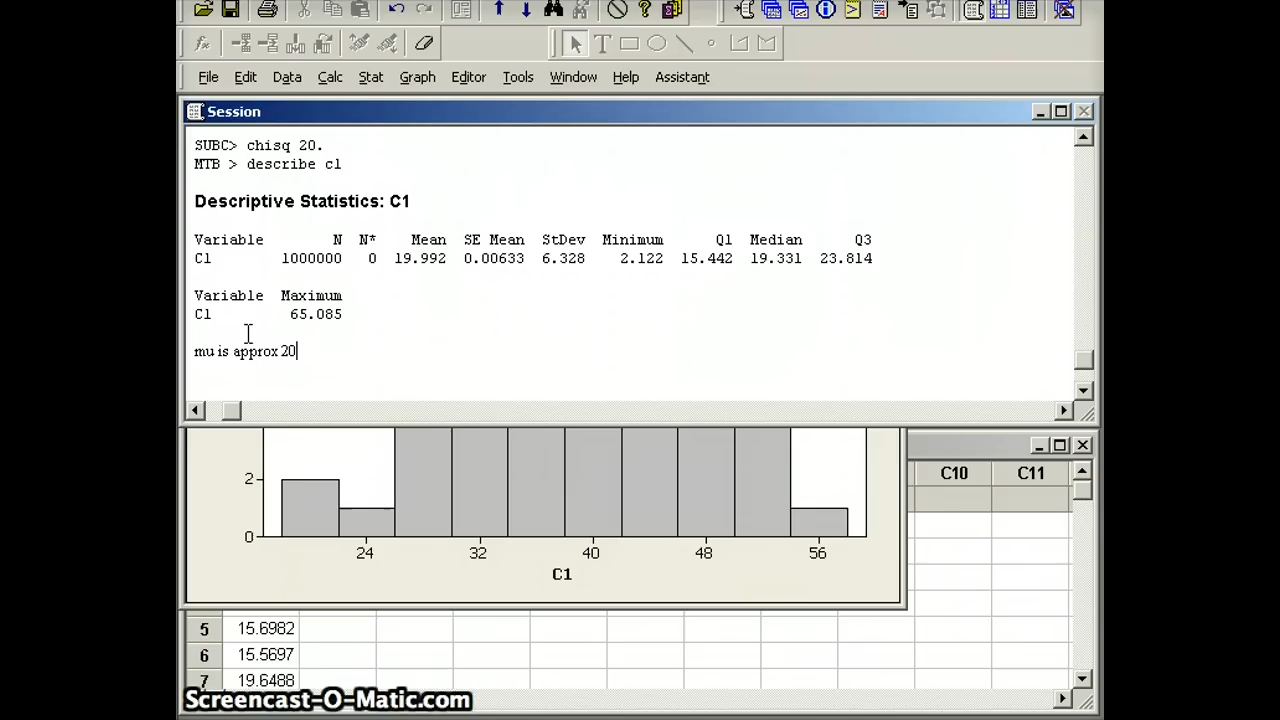 File Edit Data Calc Stat Graph Editor Tools Window Help Assistant
Session
SUBC> chisq 20.
MTB > describe c1
Descriptive Statistics: C1
Variable N N* Mean SE Mean StDev Minimum Q1 Median Q3
C1 1000000 0 19.992 0.00633 6.328 2.122 15.442 19.331 23.814
Variable Maximum
C1 65.085
mu is approx 20
2
0
24 32 40 48 56
C1
C10 C11
5 15.6982
6 15.5697
7 19.6488
Screencast-O-Matic.com